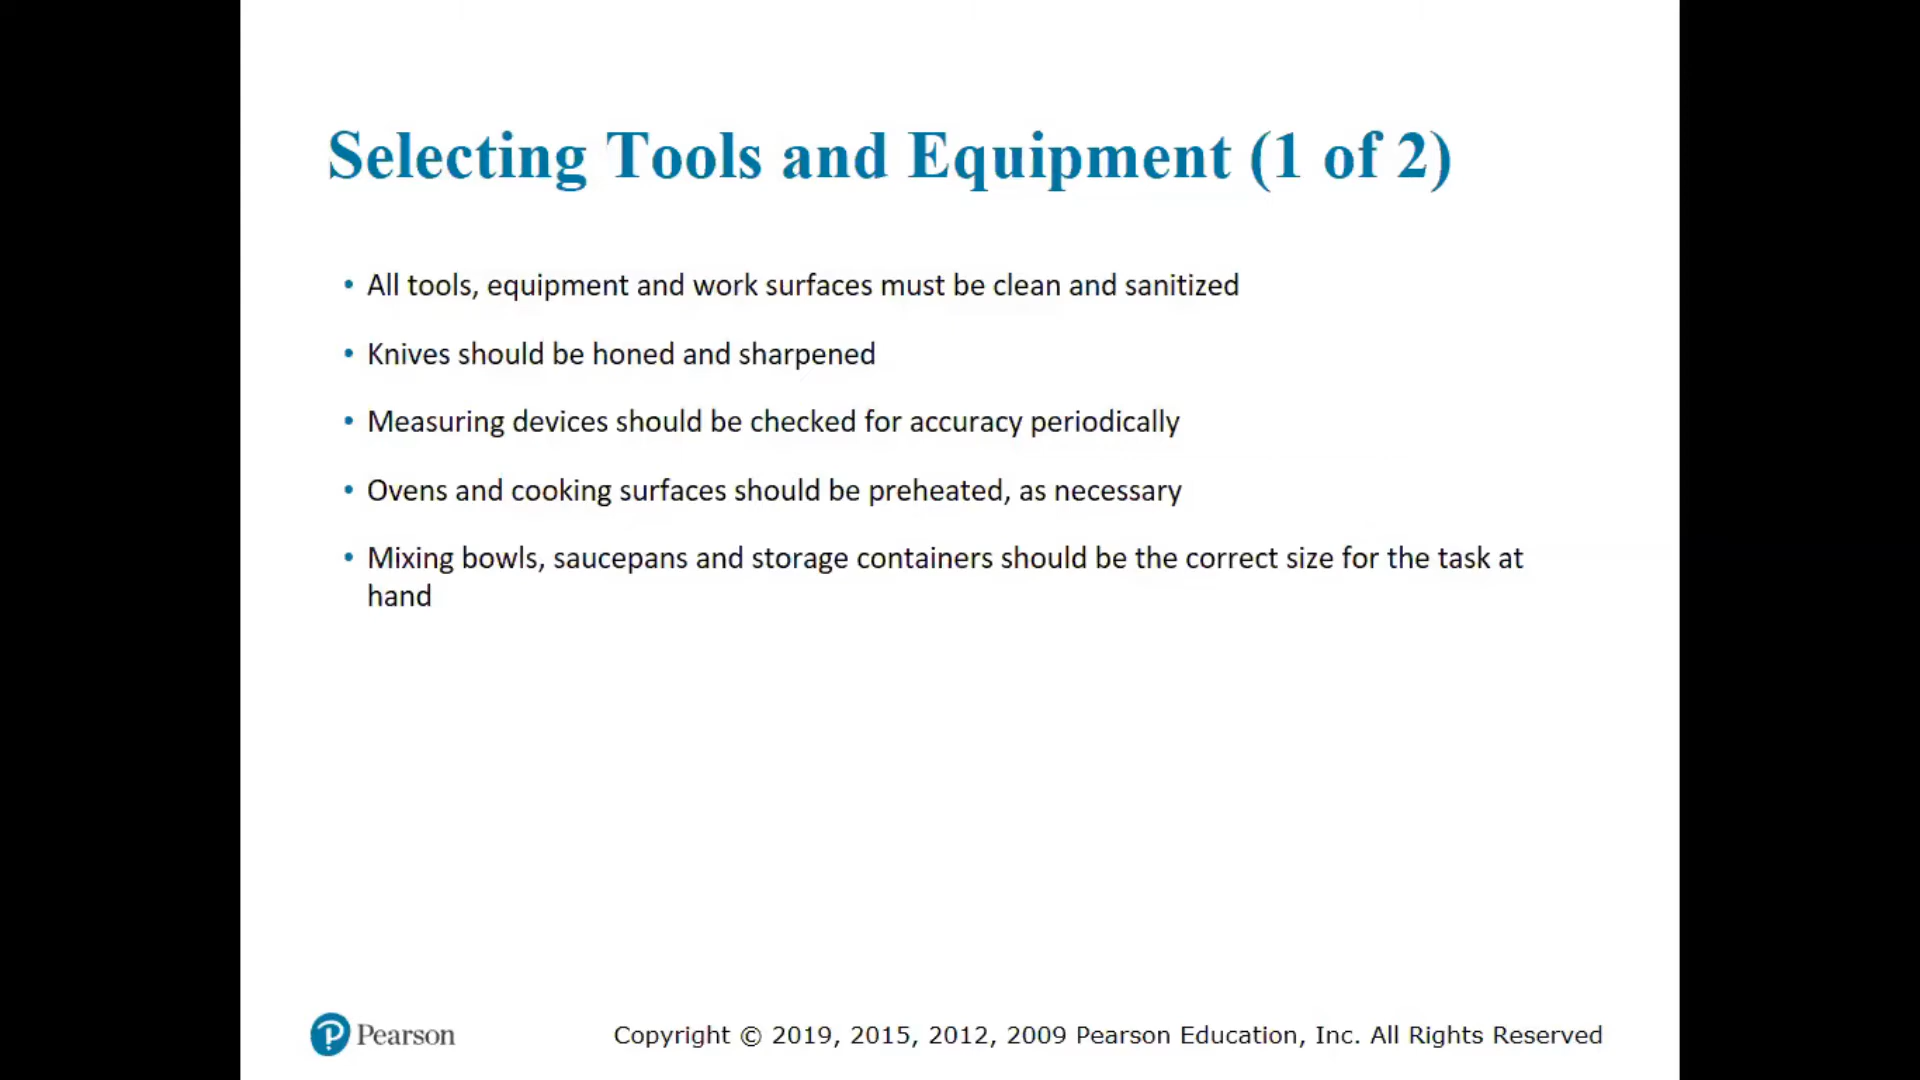 Selecting Tools and Equipment (1 of 2)
• All tools, equipment and work surfaces must be clean and sanitized
• Knives should be honed and sharpened
• Measuring devices should be checked for accuracy periodically
• Ovens and cooking surfaces should be preheated, as necessary
• Mixing bowls, saucepans and storage containers should be the correct size for the task at
hand
Pearson
Copyright © 2019, 2015, 2012, 2009 Pearson Education, Inc. All Rights Reserved